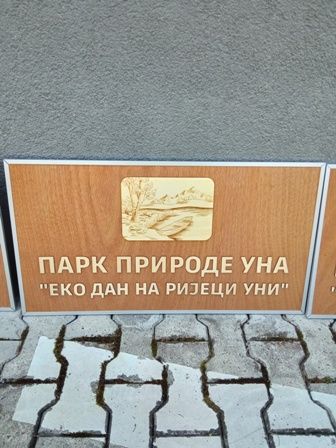 ПАРК ПРИРОДЕ УНА
"ЕКО ДАН НА РИЈЕЦИ УНИ"